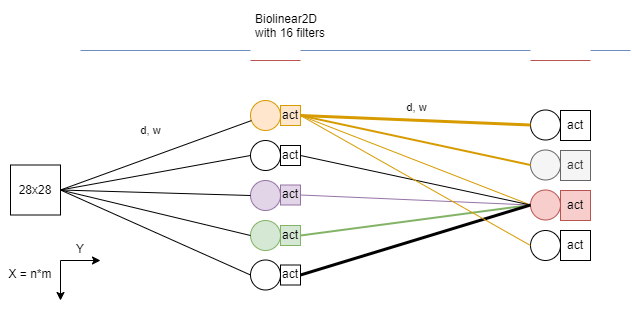 Biolinear2D
with 16 filters
d, w
d, w
act
act
act
act
act
act
act
act
act
28x28
Y
X = n*m